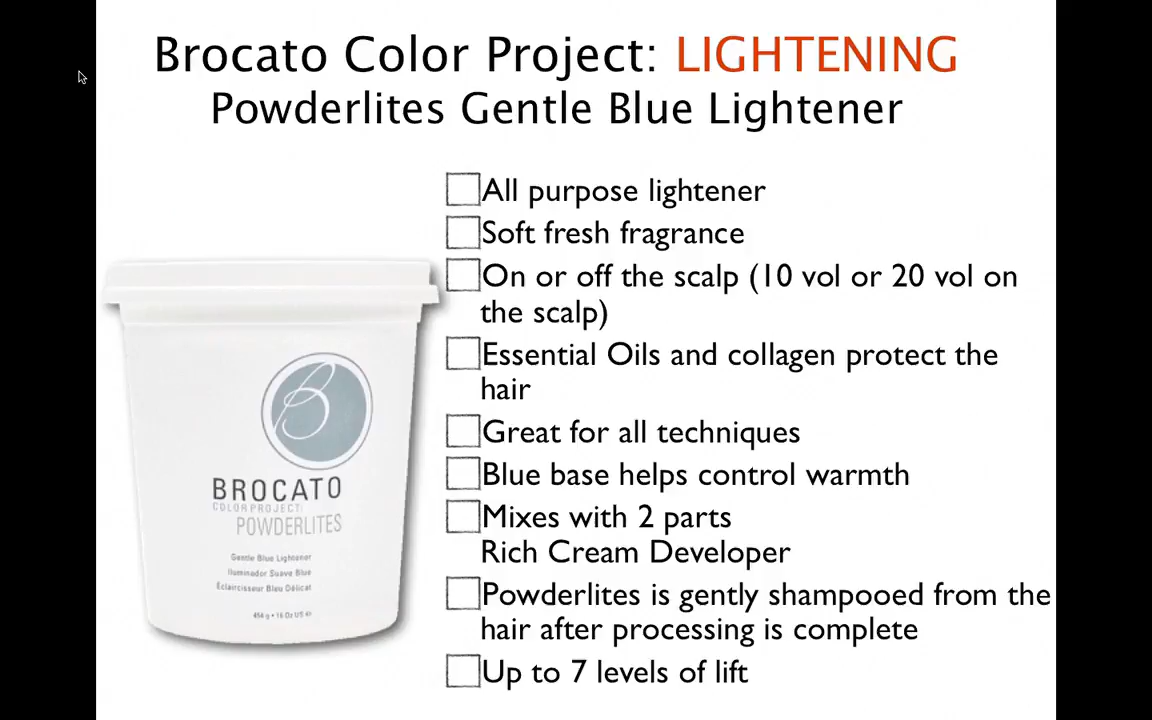 Brocato Color Project: LIGHTENING
Powderlites Gentle Blue Lightener
All purpose lightener
Soft fresh fragrance
On or off the scalp (10 vol or 20 vol on
the scalp)
Essential Oils and collagen protect the
hair
Great for all techniques
Blue base helps control warmth
Mixes with 2 parts
Rich Cream Developer
Powderlites is gently shampooed from the
hair after processing is complete
Up to 7 levels of lift
B
BROCATO
COLOR PROJECT:
POWDERLITES
Gentle Blue Lightener
Iluminador Suave Blue
Éclaircisseur Bleu Délicat
454 g • 16 Oz US ℮